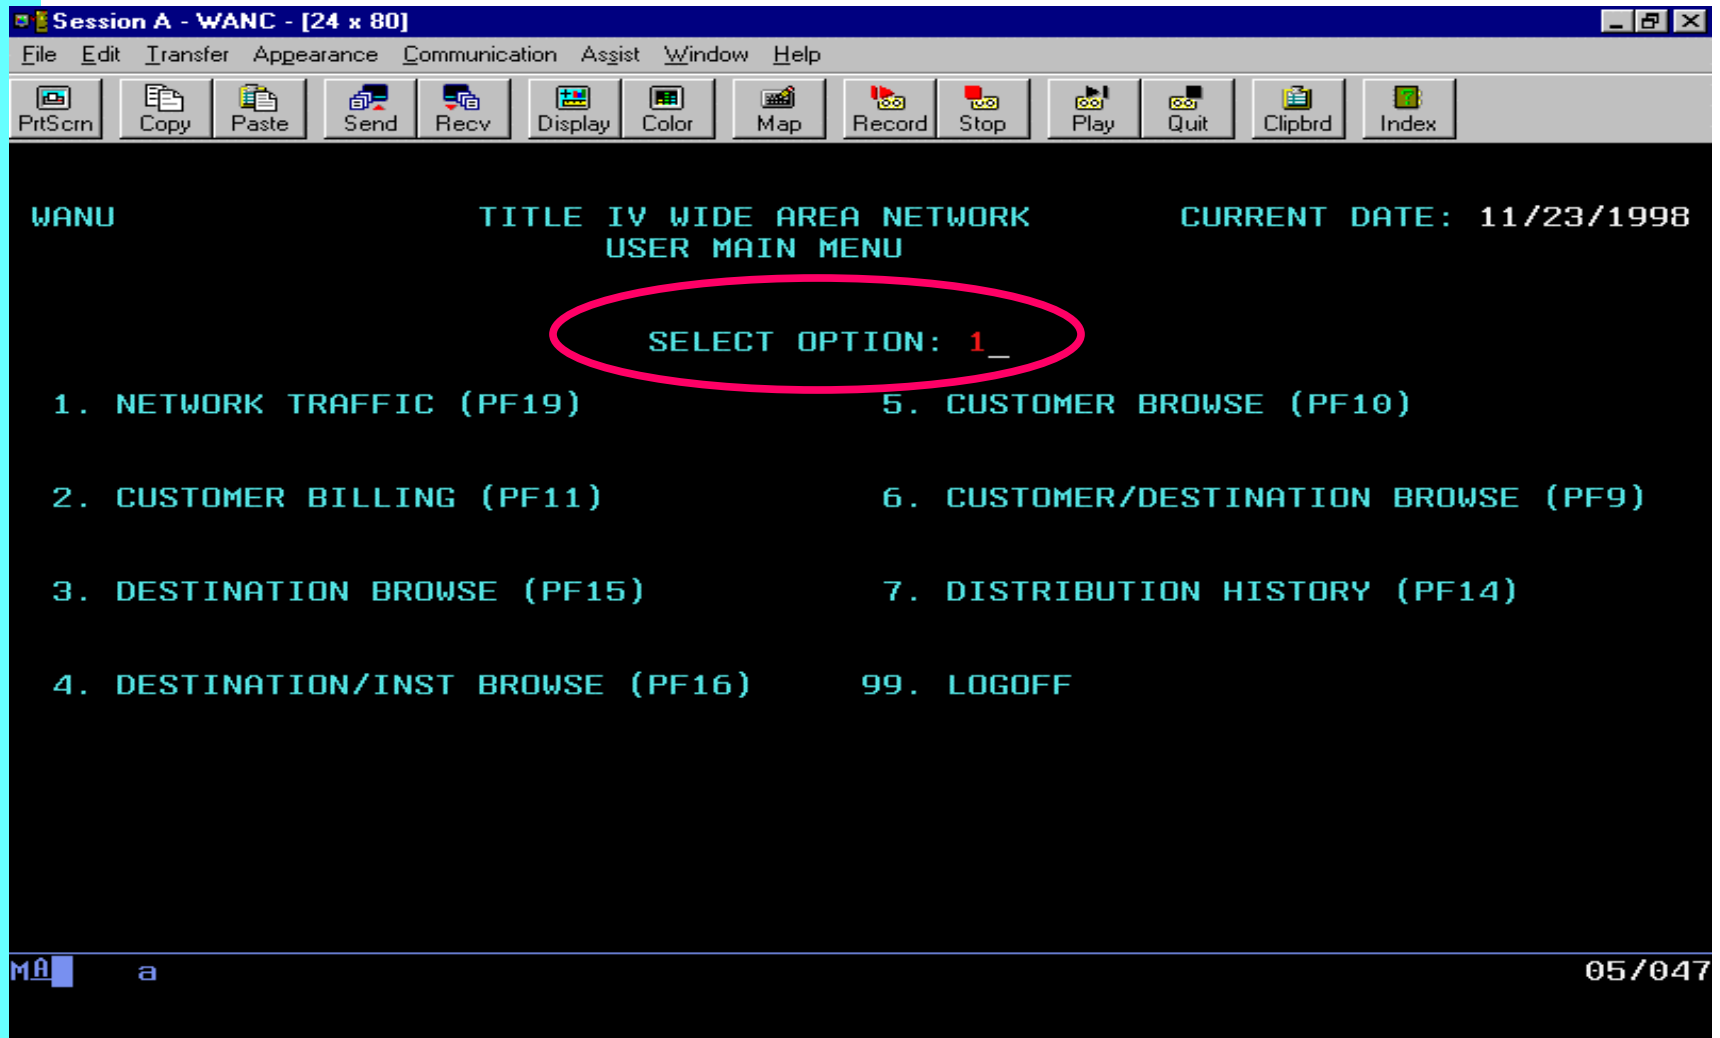 Session A - WANC - [24 x 80]
File Edit Transfer Appearance Communication Assist Window Help
PrtScrn Copy Paste Send Recv Display Color Map Record Stop Play Quit Clipbrd Index
WANU TITLE IV WIDE AREA NETWORK CURRENT DATE: 11/23/1998
USER MAIN MENU
SELECT OPTION: 1_
1. NETWORK TRAFFIC (PF19) 5. CUSTOMER BROWSE (PF10)
2. CUSTOMER BILLING (PF11) 6. CUSTOMER/DESTINATION BROWSE (PF9)
3. DESTINATION BROWSE (PF15) 7. DISTRIBUTION HISTORY (PF14)
4. DESTINATION/INST BROWSE (PF16) 99. LOGOFF
MA a 05/047